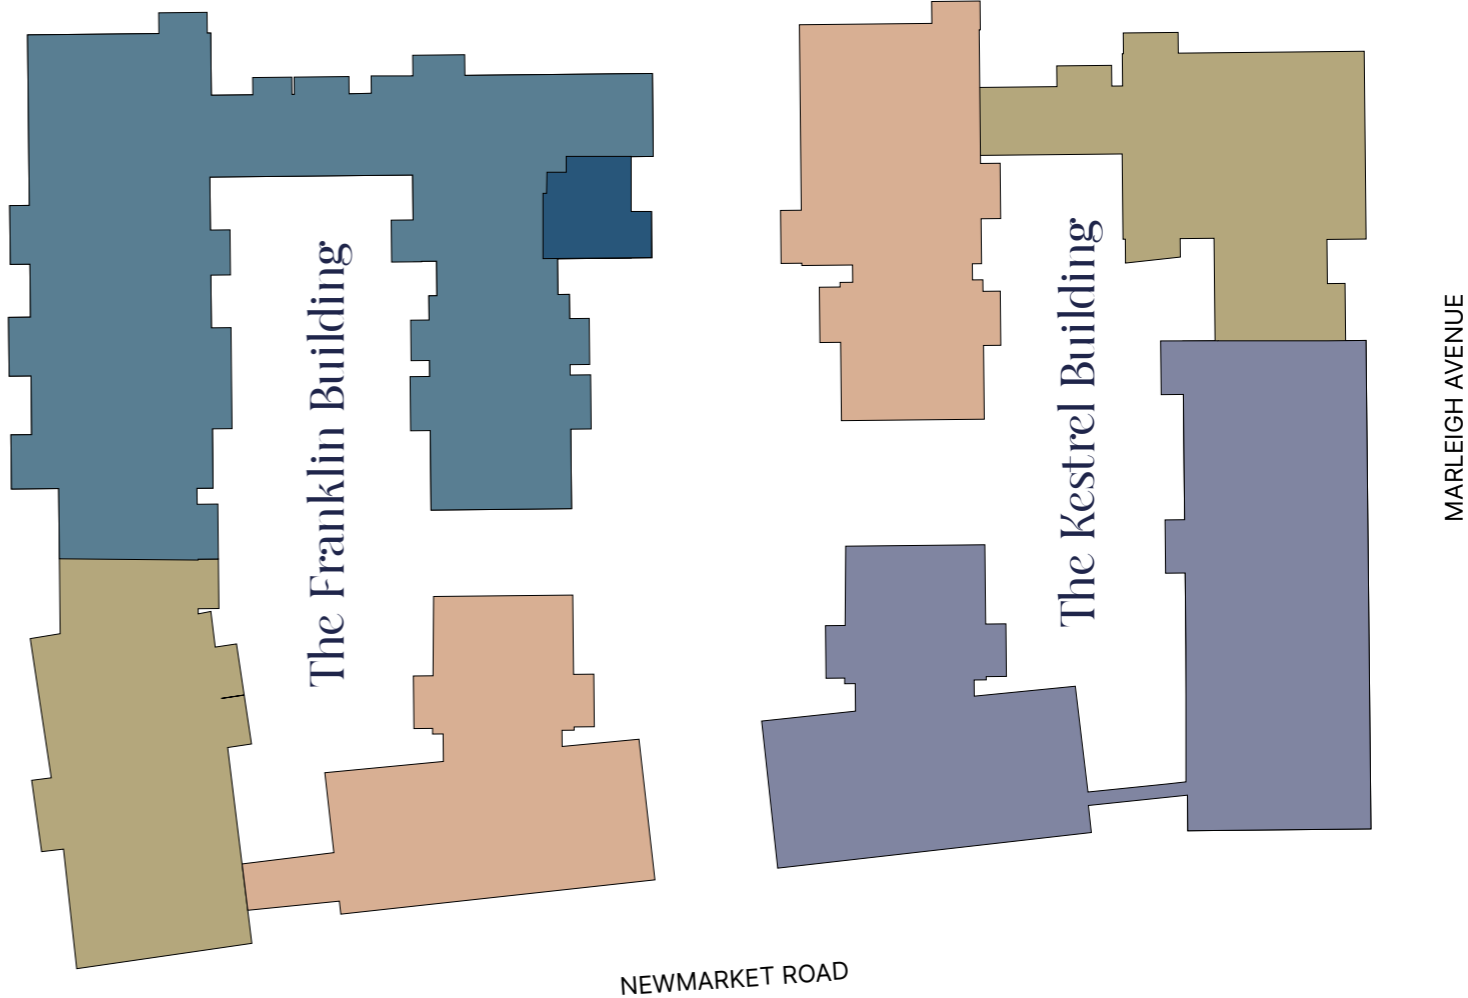 The Franklin Building
The Kestrel Building
MARLEIGH AVENUE
NEWMARKET ROAD